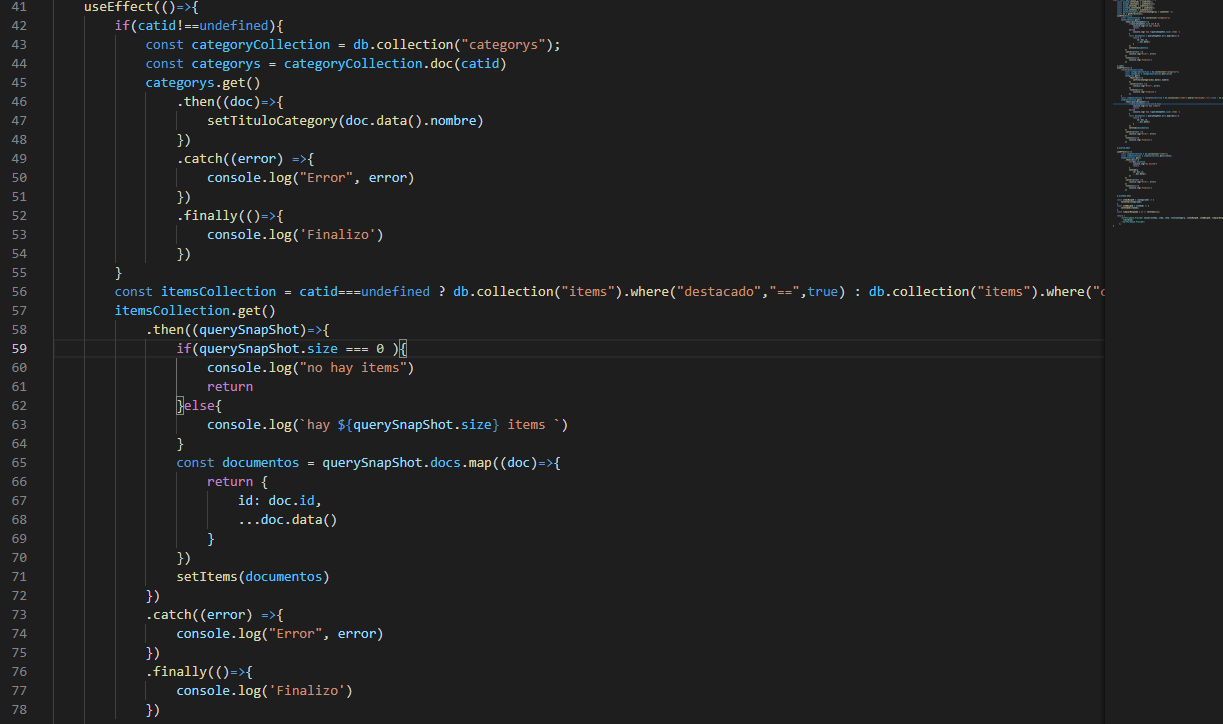 41 useEffect(()=>{
42 if(catid!==undefined){
43 const categoryCollection = db.collection("categorys");
44 const categorys = categoryCollection.doc(catid)
45 categorys.get()
46 .then((doc)=>{
47 setTituloCategory(doc.data().nombre)
48 })
49 .catch((error) =>{
50 console.log("Error", error)
51 })
52 .finally(()=>{
53 console.log('Finalizo')
54 })
55 }
56 const itemsCollection = catid===undefined ? db.collection("items").where("destacado","==",true) : db.collection("items").where("
57 itemsCollection.get()
58 .then((querySnapShot)=>{
59 if(querySnapShot.size === 0 ){
60 console.log("no hay items")
61 return
62 }else{
63 console.log(`hay ${querySnapShot.size} items `)
64 }
65 const documentos = querySnapShot.docs.map((doc)=>{
66 return {
67 id: doc.id,
68 ...doc.data()
69 }
70 })
71 setItems(documentos)
72 })
73 .catch((error) =>{
74 console.log("Error", error)
75 })
76 .finally(()=>{
77 console.log('Finalizo')
78 })